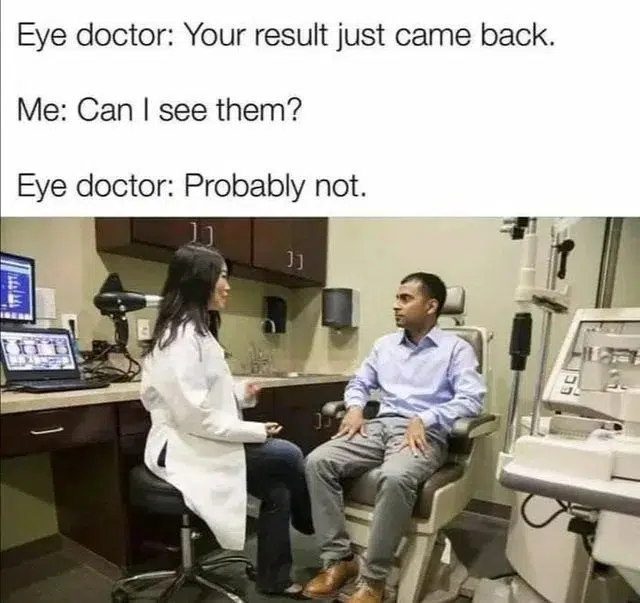 Eye doctor: Your result just came back.
Me: Can I see them?
Eye doctor: Probably not.